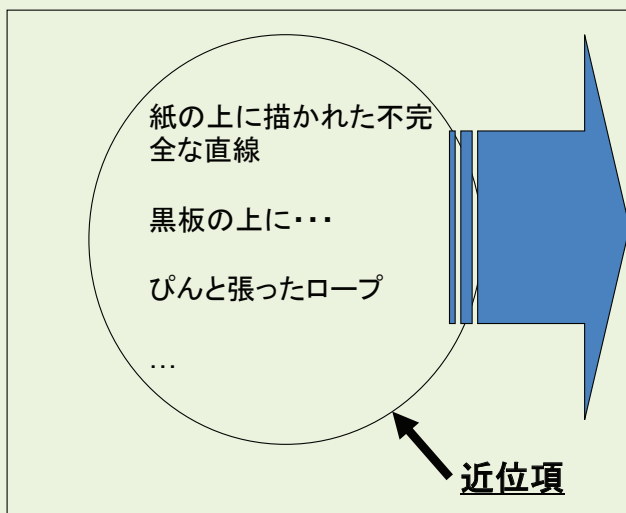 紙の上に描かれた不完
全な直線
黒板の上に・・・
ぴんと張ったロープ
…
近位項